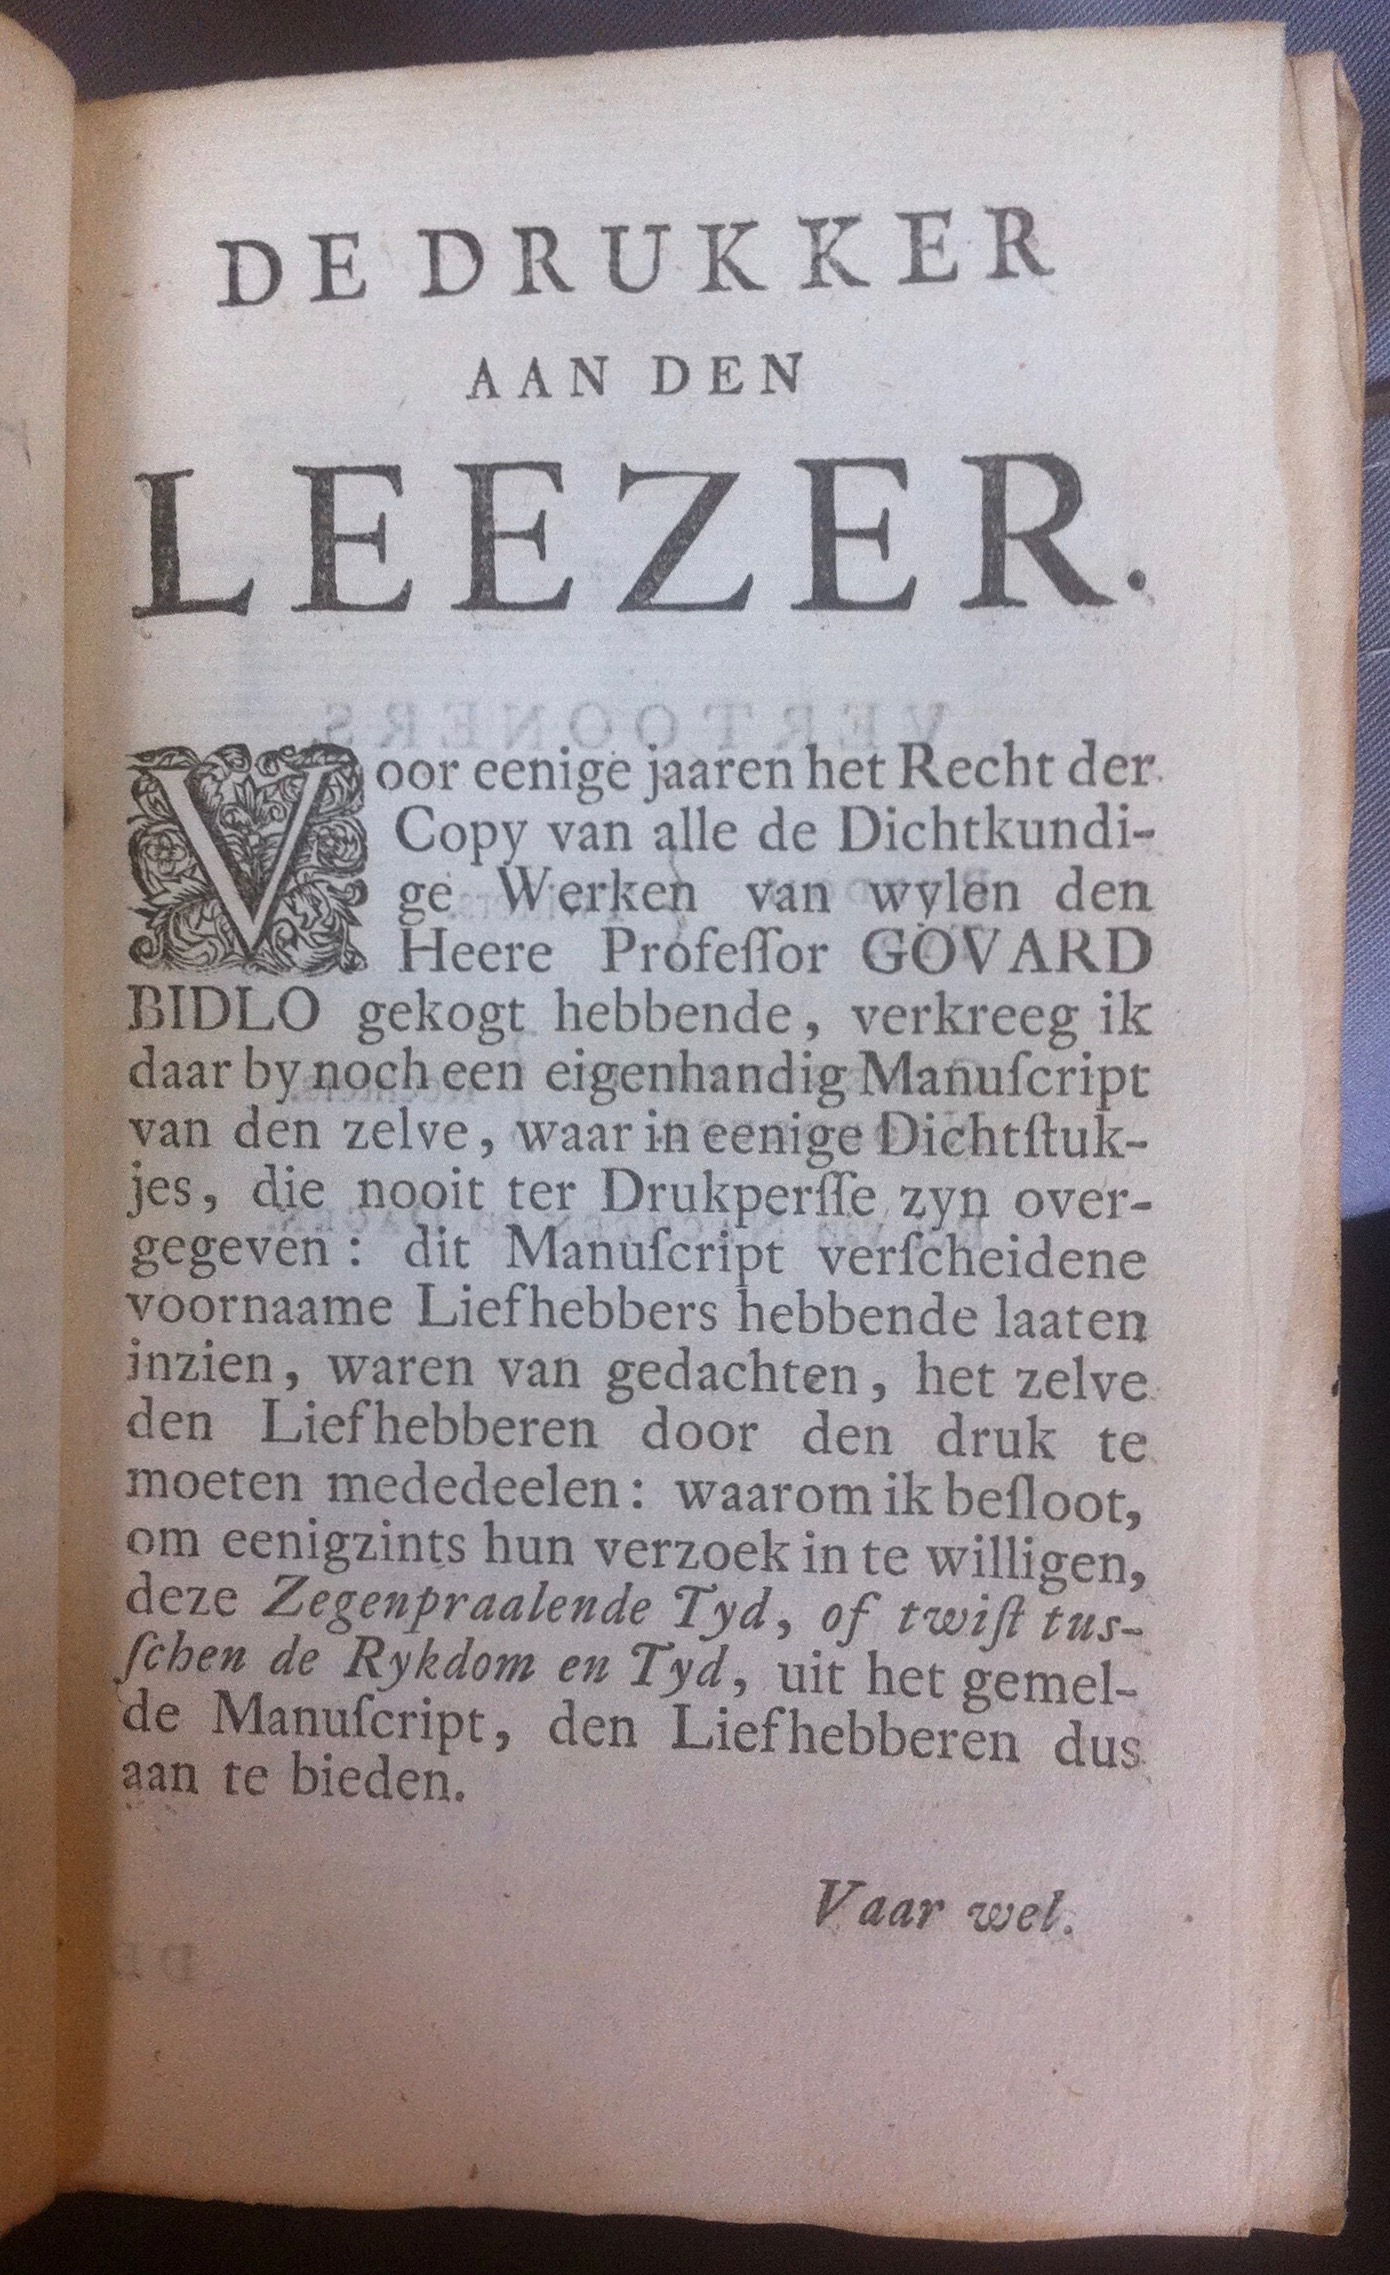 DE DRUKKER
AAN DEN
LEEZER.
Voor eenige jaaren het Recht der
Copy van alle de Dichtkundi-
ge Werken van wylen den
Heere Profeſſor GOVARD
BIDLO gekogt hebbende, verkreeg ik
daar by noch een eigenhandig Manuſcript
van den zelve, waar in eenige Dichtſtuk-
jes, die nooit ter Drukperſſe zyn over-
gegeven: dit Manuſcript verſcheidene
voornaame Liefhebbers hebbende laaten
inzien, waren van gedachten, het zelve
den Liefhebberen door den druk te
moeten mededeelen: waarom ik beſloot,
om eenigzints hun verzoek in te willigen,
deze Zegenpraalende Tyd, of twiſt tus-
ſchen de Rykdom en Tyd, uit het gemel-
de Manuſcript, den Liefhebberen dus
aan te bieden.
Vaar wel.